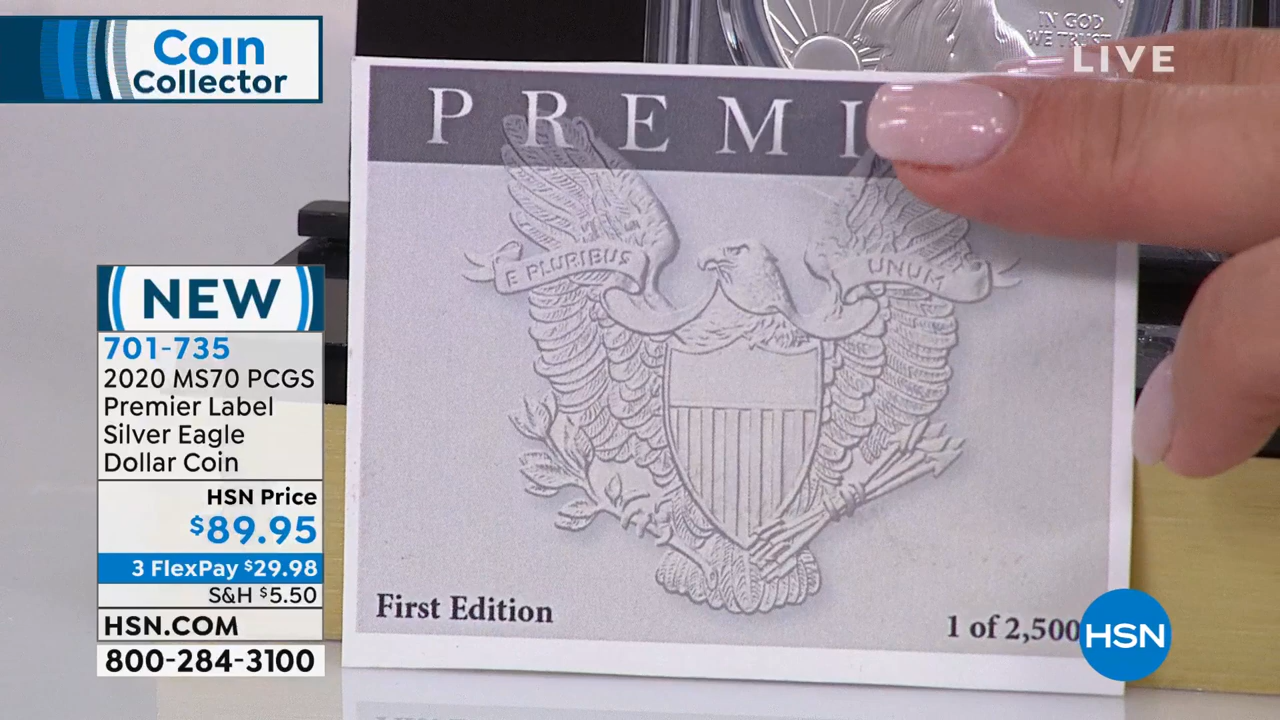 Coin
Collector
IN GOD
WE TRUST
LIVE
PREMI
E PLURIBUS
UNUM
NEW
701-735
2020 MS70 PCGS
Premier Label
Silver Eagle
Dollar Coin
HSN Price
$89.95
3 FlexPay $29.98
S&H $5.50
HSN.COM
800-284-3100
First Edition
1 of 2,500
HSN